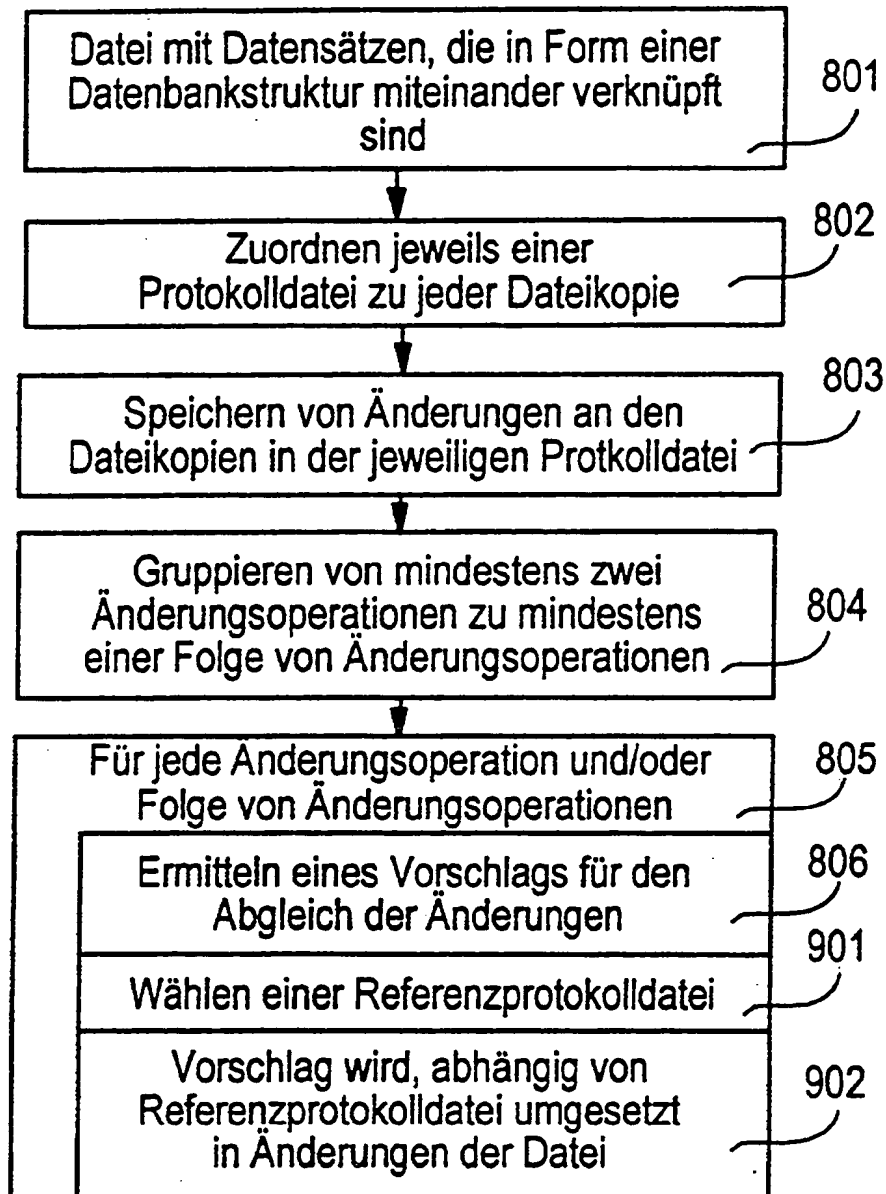 Datei mit Datensätzen, die in Form einer
Datenbankstruktur miteinander verknüpft
sind
801
802
Zuordnen jeweils einer
Protokolldatei zu jeder Dateikopie
803
Speichern von Änderungen an den
Dateikopien in der jeweiligen Protkolldatei
Gruppieren von mindestens zwei
Änderungsoperationen zu mindestens
einer Folge von Änderungsoperationen
804
Für jede Änderungsoperation und/oder
Folge von Änderungsoperationen
805
Ermitteln eines Vorschlags für den
Abgleich der Änderungen
806
901
Wählen einer Referenzprotokolldatei
Vorschlag wird, abhängig von
Referenzprotokolldatei umgesetzt
in Änderungen der Datei
902